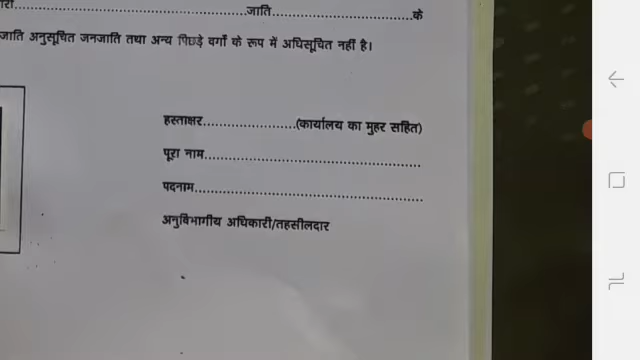 जाति के
जाति अनुसूचित जनजाति तथा अन्य पिछड़े वर्गों के रूप में अधिसूचित नहीं है।
हस्ताक्षर.......................(कार्यालय का मुहर सहित)
पूरा नाम......................................................
पदनाम.........................................................
अनुविभागीय अधिकारी/तहसीलदार